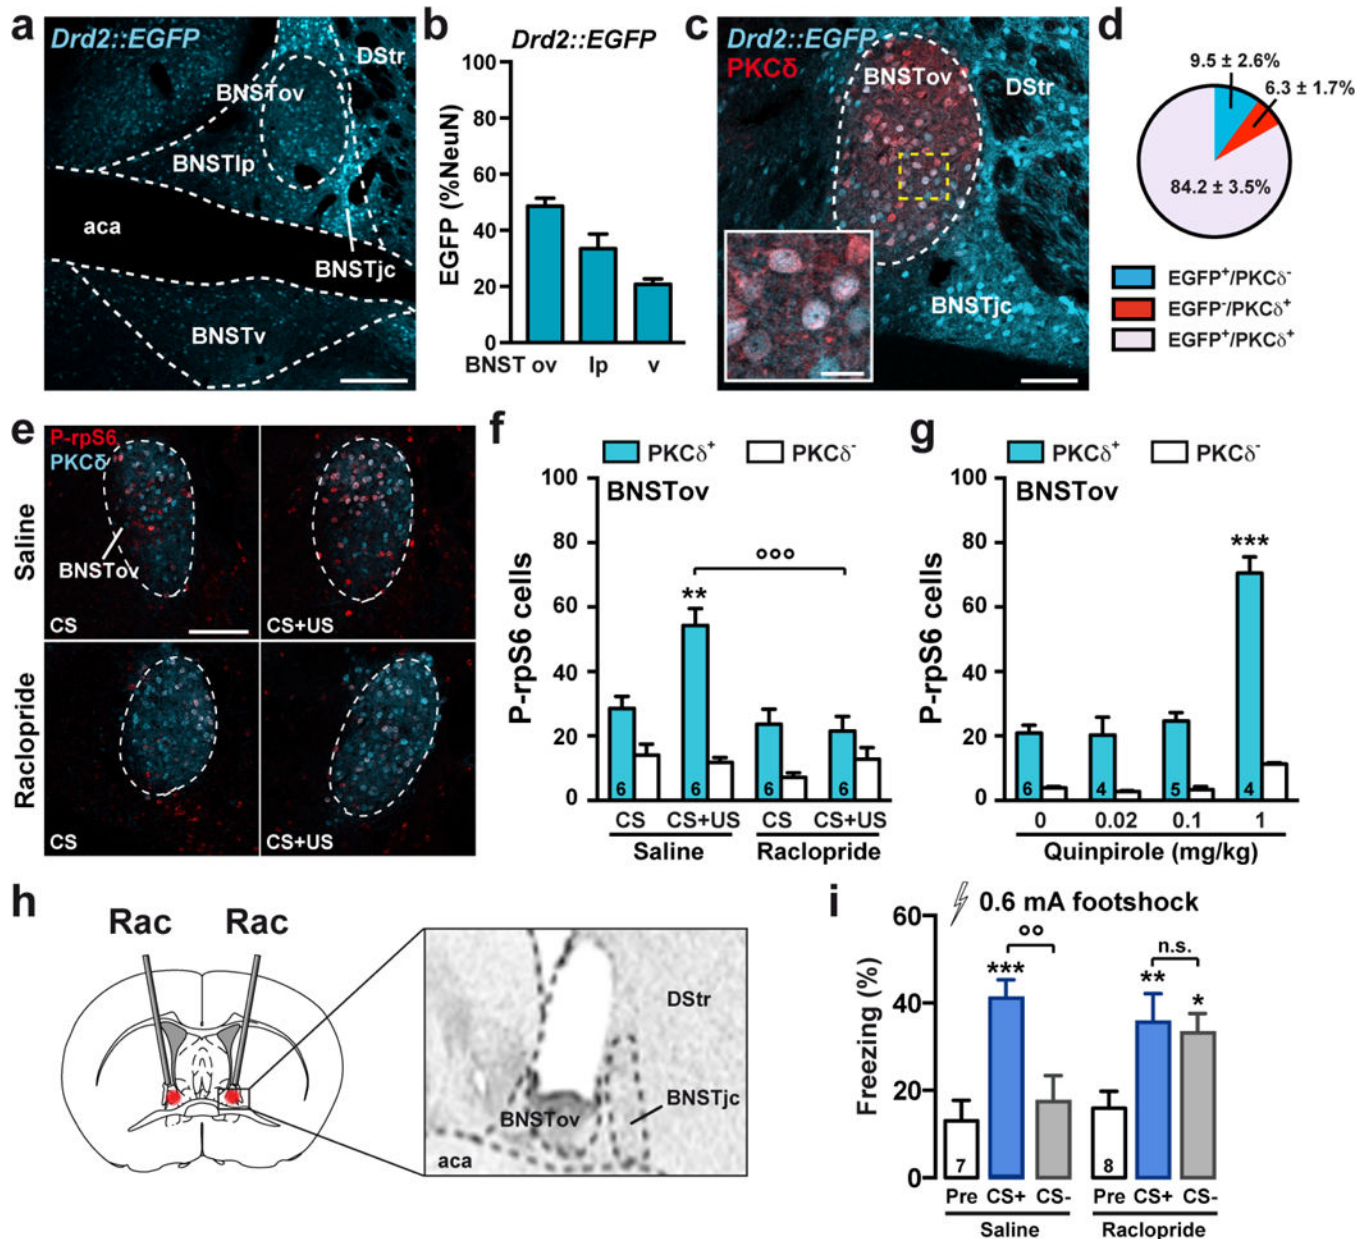 a
Drd2::EGFP
DStr
BNSTov
BNSTlp
aca
BNSTjc
BNSTv
b
Drd2::EGFP
EGFP (%NeuN)
100
80
60
40
20
0
BNST ov lp v
c
Drd2::EGFP
PKCδ
BNSTov
DStr
BNSTjc
d
9.5 ± 2.6%
6.3 ± 1.7%
84.2 ± 3.5%
EGFP⁺/PKCδ⁻
EGFP⁻/PKCδ⁺
EGFP⁺/PKCδ⁺
e
P-rpS6
PKCδ
Saline
BNSTov
CS
CS+US
Raclopride
CS
CS+US
f
PKCδ⁺ PKCδ⁻
BNSTov
P-rpS6 cells
100
80
60
40
20
0
°°°
**
6 6 6 6
CS CS+US CS CS+US
Saline Raclopride
g
PKCδ⁺ PKCδ⁻
BNSTov
P-rpS6 cells
100
80
60
40
20
0
***
6 4 5 4
0 0.02 0.1 1
Quinpirole (mg/kg)
h
Rac Rac
DStr
BNSTov
BNSTjc
aca
i
0.6 mA footshock
Freezing (%)
60
40
20
0
°° n.s.
*** ** *
7 8
Pre CS+ CS- Pre CS+ CS-
Saline Raclopride